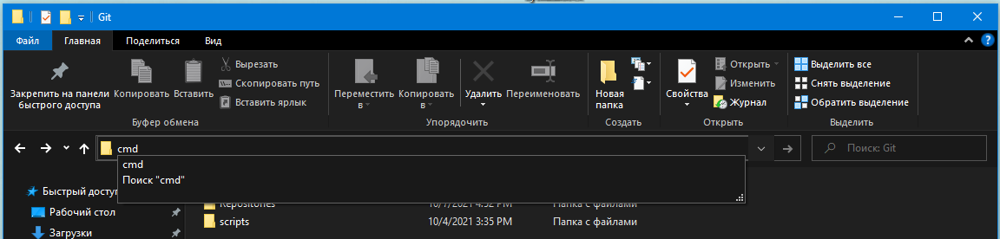 Git
Файл Главная Поделиться Вид
Закрепить на панели быстрого доступа
Копировать
Вставить
Вырезать
Скопировать путь
Вставить ярлык
Буфер обмена
Переместить в
Копировать в
Удалить
Переименовать
Упорядочить
Новая папка
Создать
Свойства
Открыть
Изменить
Журнал
Открыть
Выделить все
Снять выделение
Обратить выделение
Выделить
cmd
Поиск: Git
cmd
Поиск "cmd"
Быстрый доступ
Repositories 10/7/2021 4:52 PM Папка с файлами
Рабочий стол
scripts 10/4/2021 3:35 PM Папка с файлами
Загрузки